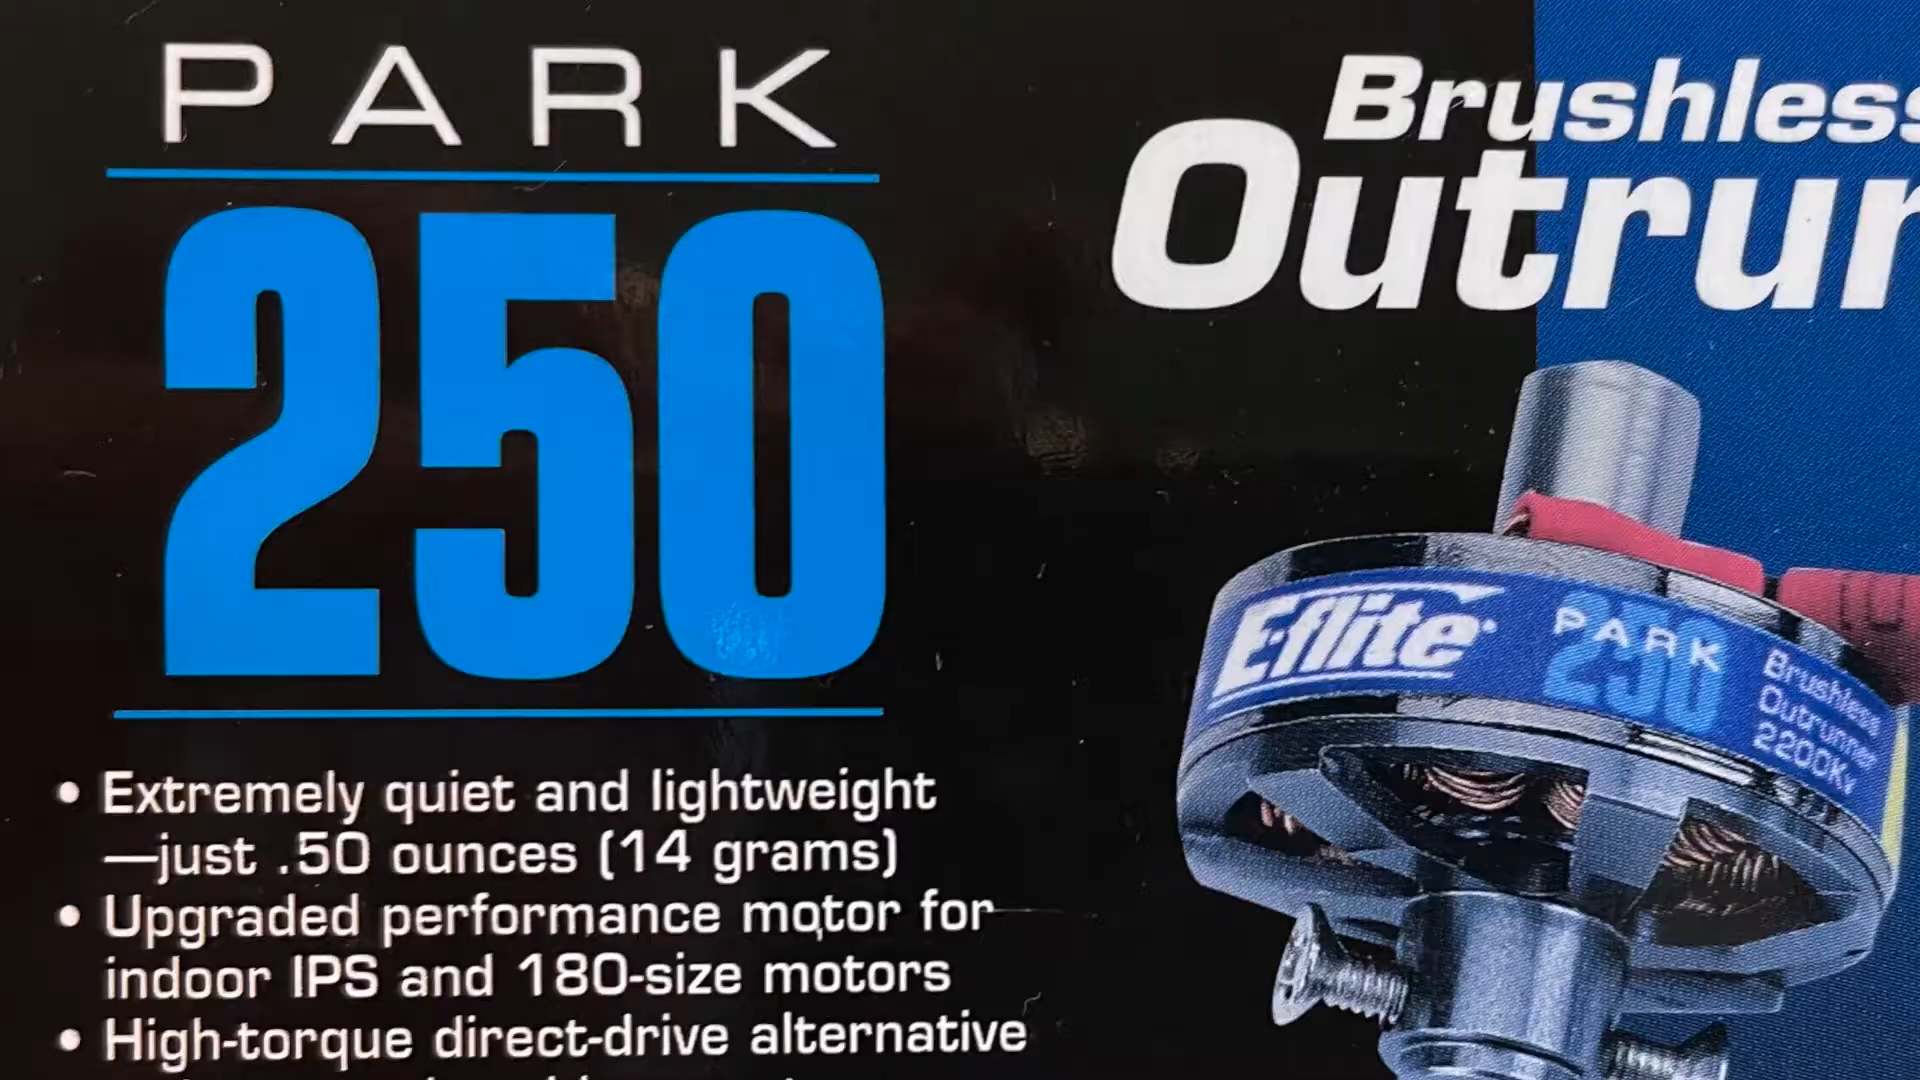 PARK
250
Brushless
Outrun
• Extremely quiet and lightweight
—just .50 ounces (14 grams)
• Upgraded performance motor for
indoor IPS and 180-size motors
• High-torque direct-drive alternative
E-flite
PARK
250
Brushless
Outrunner
2200Kv